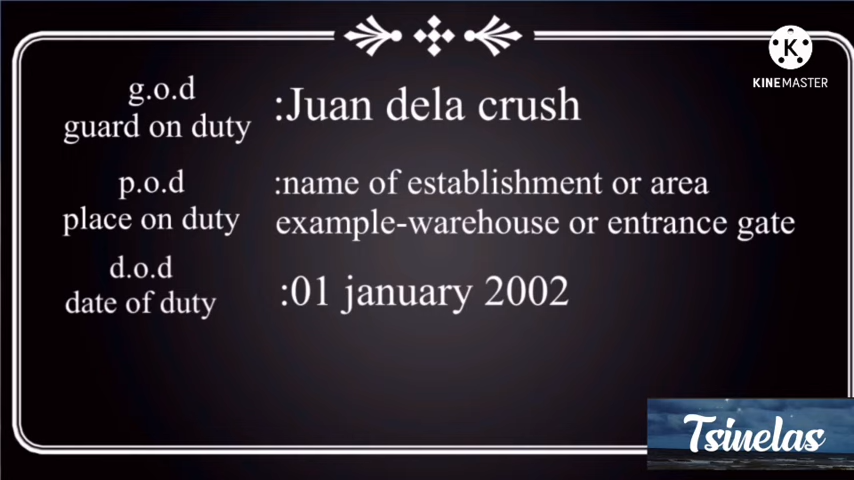 g.o.d
guard on duty
:Juan dela crush
p.o.d
place on duty
:name of establishment or area
example-warehouse or entrance gate
d.o.d
date of duty
:01 january 2002
K
KINEMASTER
Tsinelas